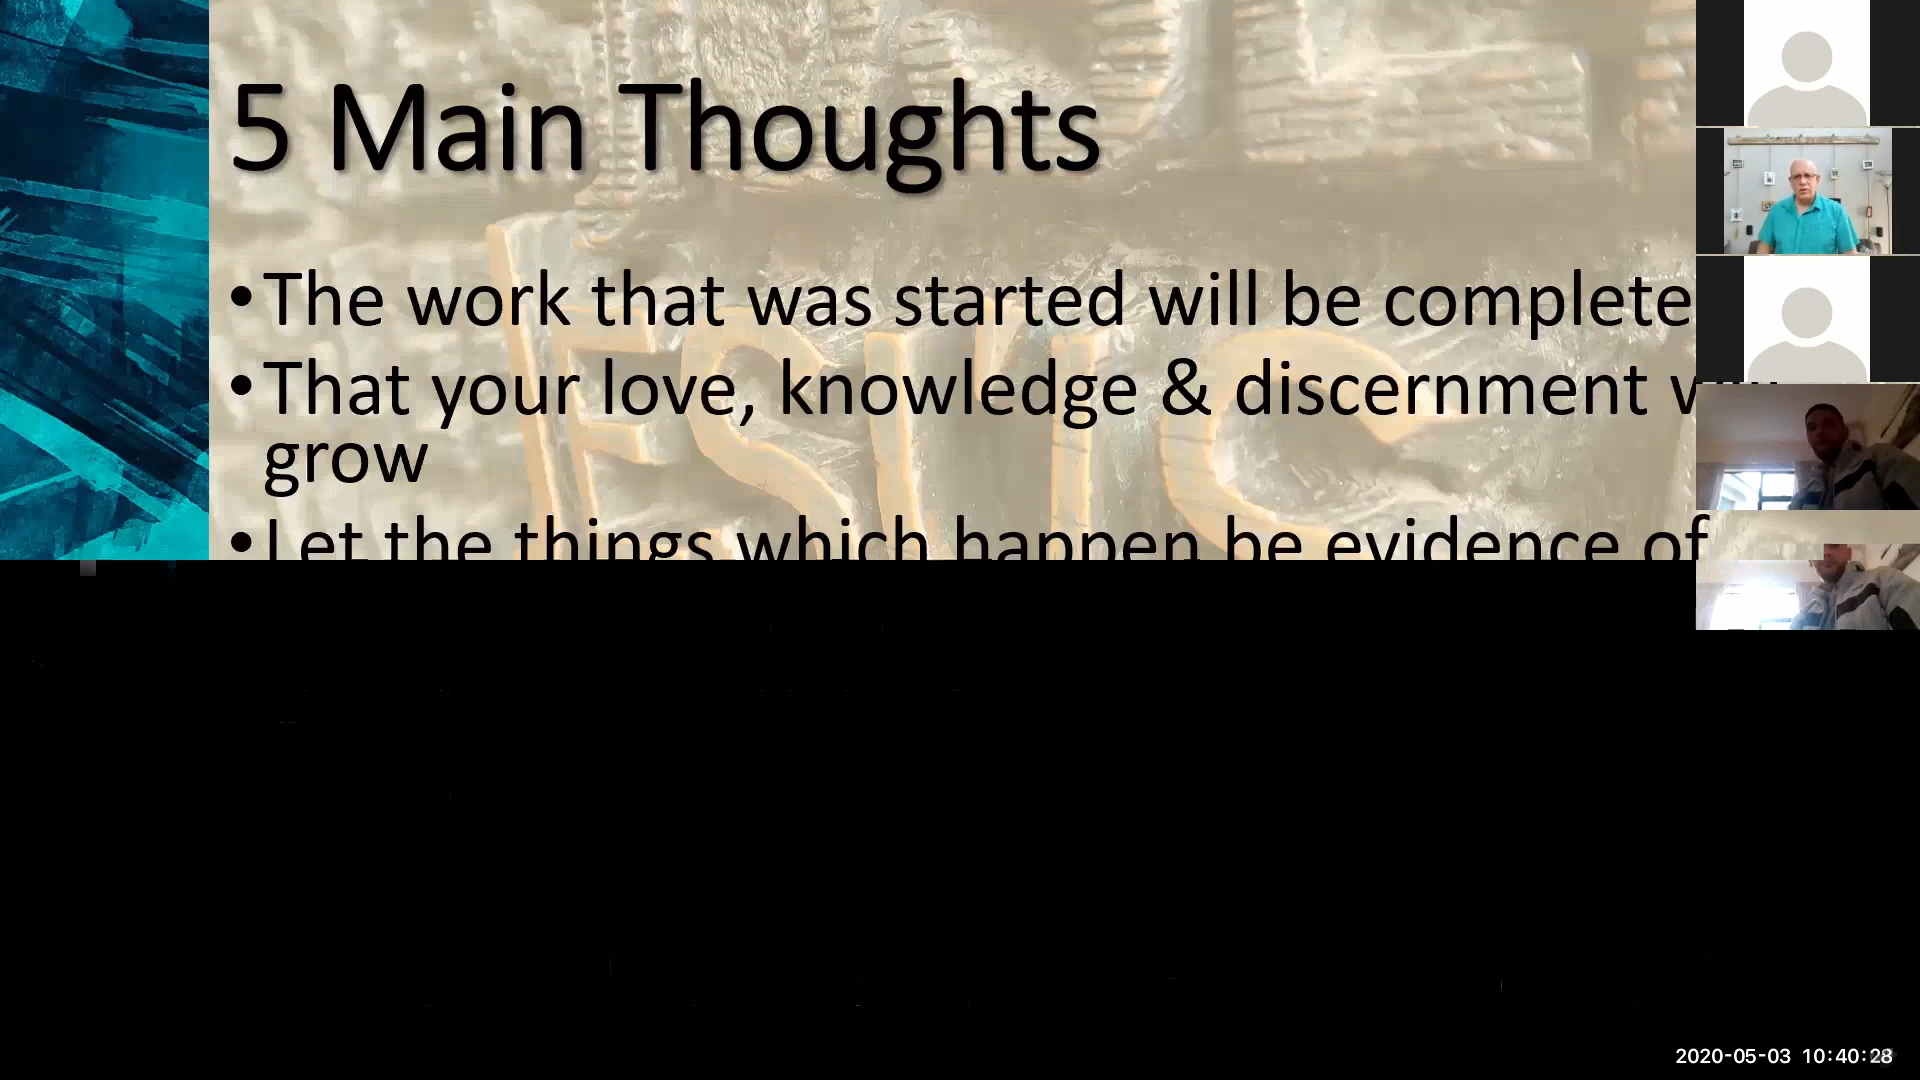 5 Main Thoughts
• The work that was started will be complete
• That your love, knowledge & discernment
grow
• Let the things which happen be evidence of
2020-05-03 10:40:28